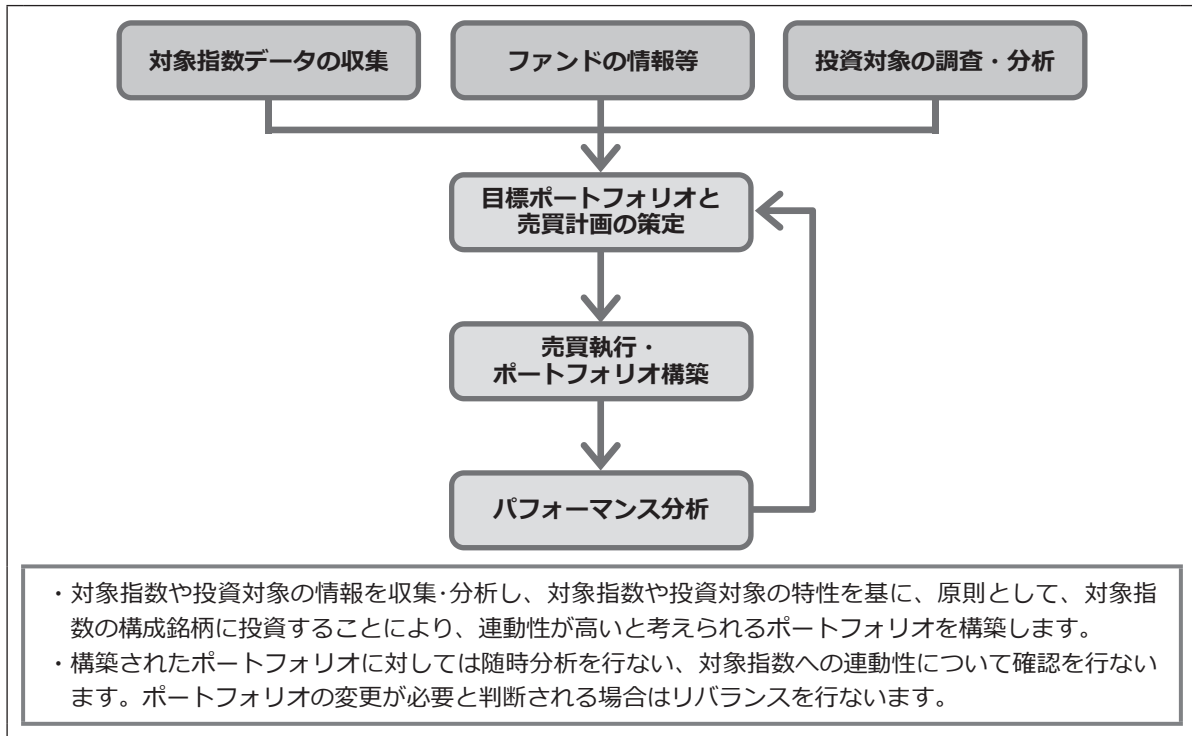 対象指数データの収集
ファンドの情報等
投資対象の調査・分析
目標ポートフォリオと
売買計画の策定
売買執行・
ポートフォリオ構築
パフォーマンス分析
・対象指数や投資対象の情報を収集･分析し、対象指数や投資対象の特性を基に、原則として、対象指
数の構成銘柄に投資することにより、連動性が高いと考えられるポートフォリオを構築します。
・構築されたポートフォリオに対しては随時分析を行ない、対象指数への連動性について確認を行ない
ます。ポートフォリオの変更が必要と判断される場合はリバランスを行ないます。